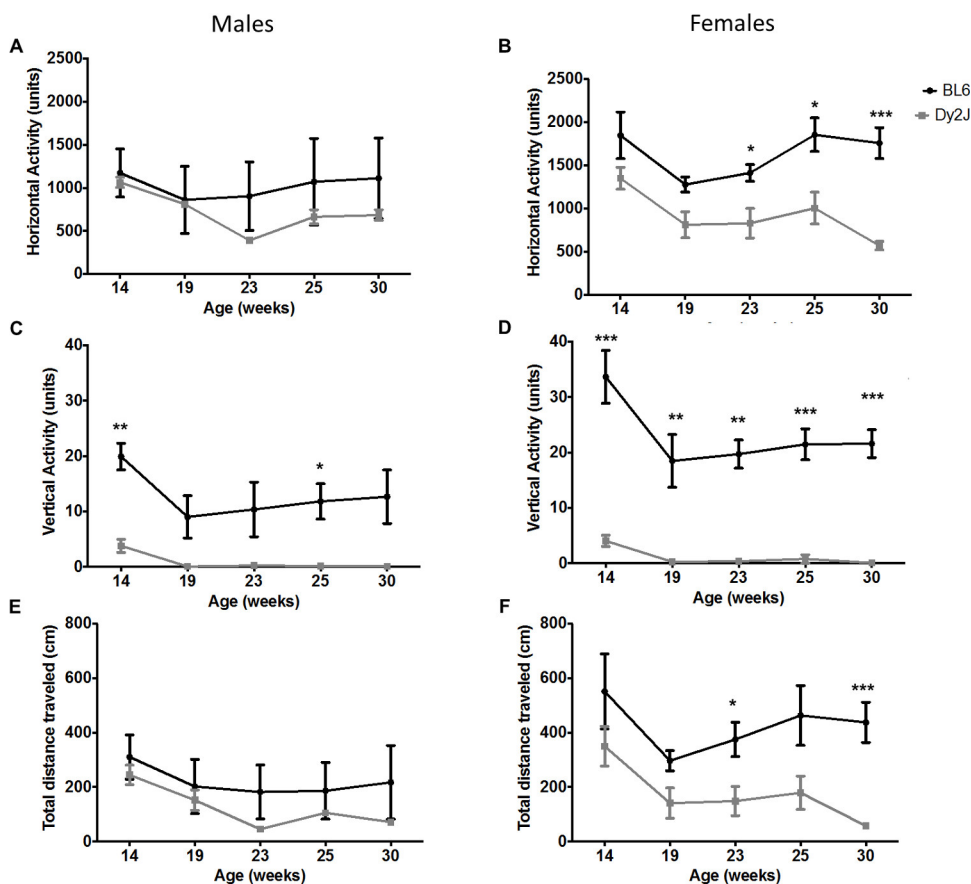 Males
Females
A
Horizontal Activity (units)
2500
2000
1500
1000
500
0
14 19 23 25 30
Age (weeks)
B
Horizontal Activity (units)
2500
2000
1500
1000
500
0
* * ***
14 19 23 25 30
BL6
Dy2J
C
Vertical Activity (units)
40
30
20
10
0
** *
14 19 23 25 30
Age (weeks)
D
Vertical Activity (units)
40
30
20
10
0
*** ** ** *** ***
14 19 23 25 30
Age (weeks)
E
Total distance traveled (cm)
800
600
400
200
0
14 19 23 25 30
Age (weeks)
F
Total distance traveled (cm)
800
600
400
200
0
* ***
14 19 23 25 30
Age (weeks)